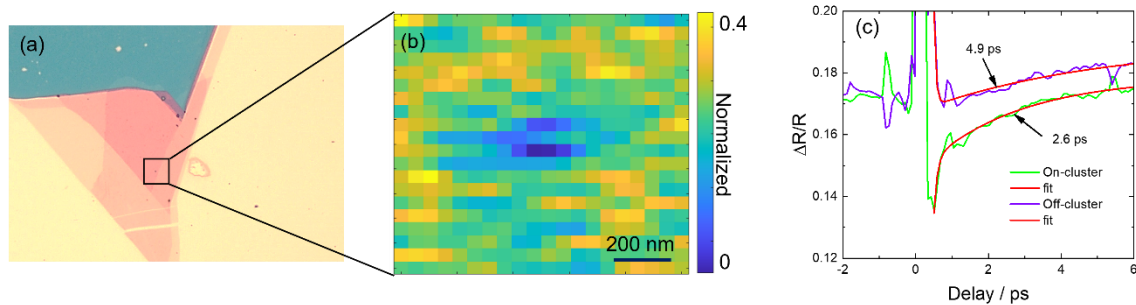 (a)
(b)
0.4
Normalized
0
200 nm
(c)
0.20
0.18
0.16
0.14
0.12
ΔR/R
4.9 ps
2.6 ps
On-cluster
fit
Off-cluster
fit
-2
0
2
4
6
Delay / ps